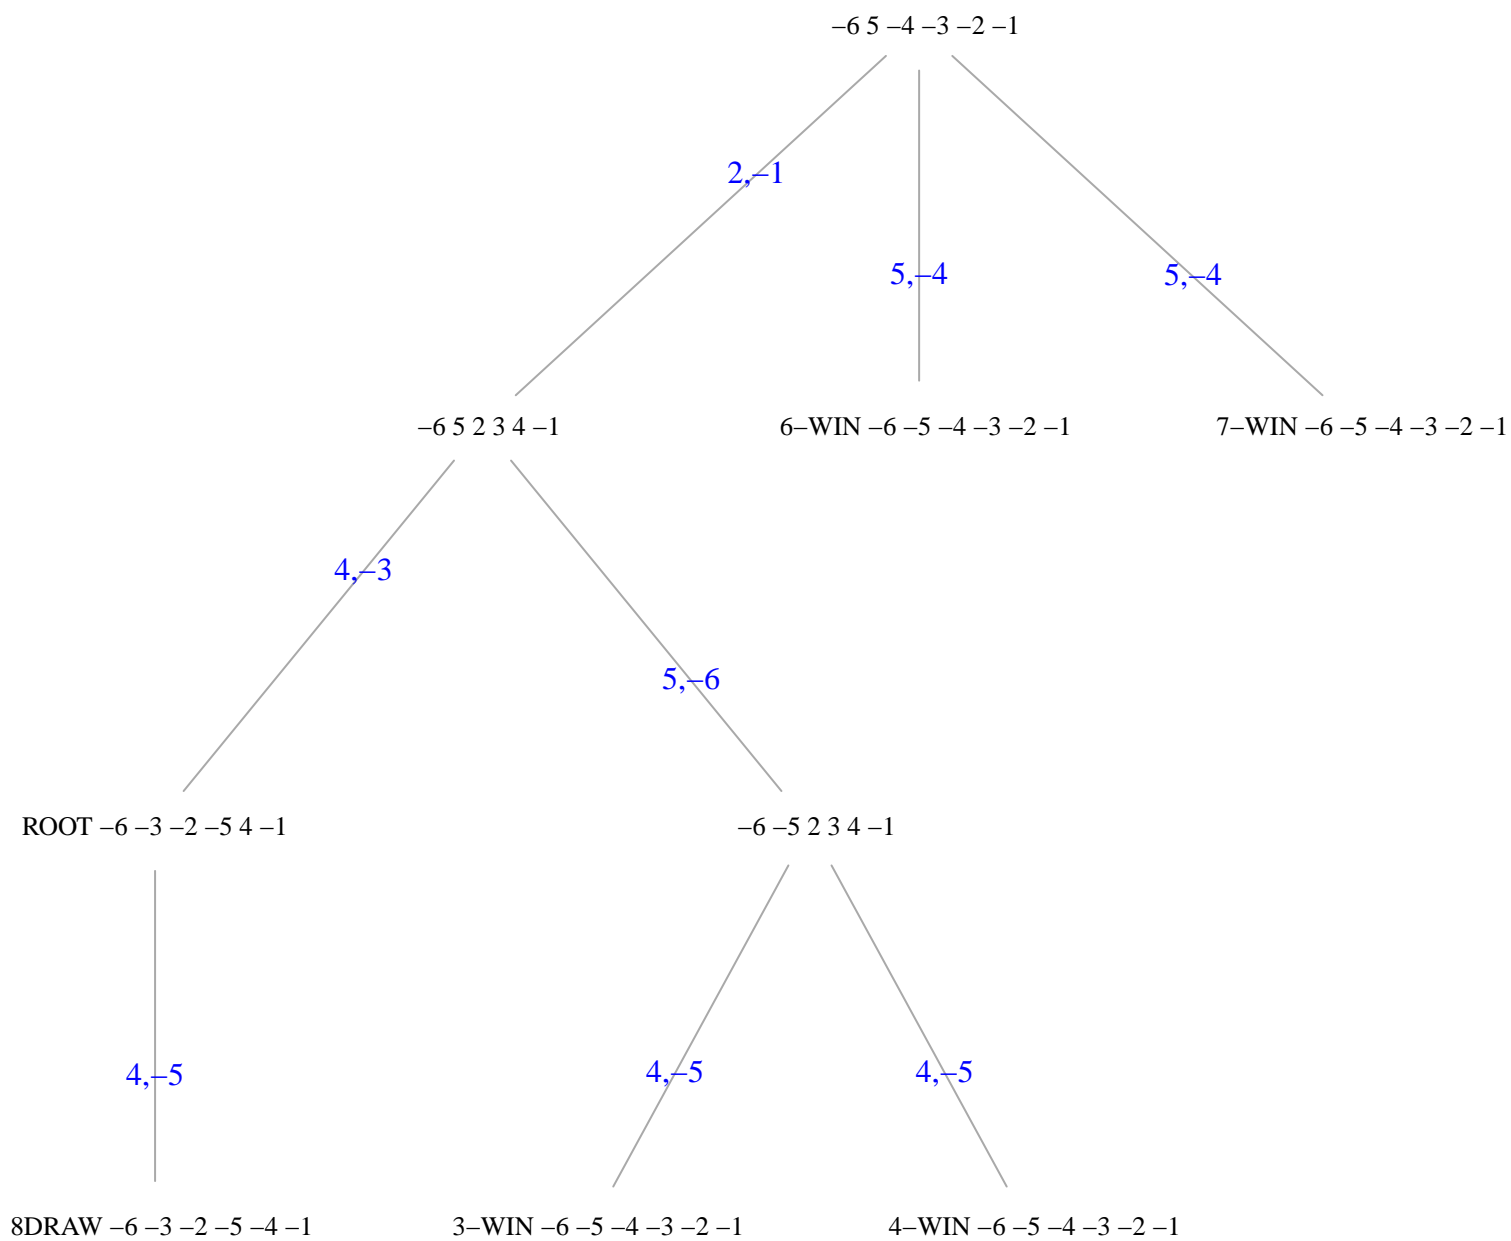 –6 5 –4 –3 –2 –1
2,–1
5,–4
5,–4
–6 5 2 3 4 –1
6–WIN –6 –5 –4 –3 –2 –1
7–WIN –6 –5 –4 –3 –2 –1
4,–3
5,–6
ROOT –6 –3 –2 –5 4 –1
–6 –5 2 3 4 –1
4,–5
4,–5
4,–5
8DRAW –6 –3 –2 –5 –4 –1
3–WIN –6 –5 –4 –3 –2 –1
4–WIN –6 –5 –4 –3 –2 –1